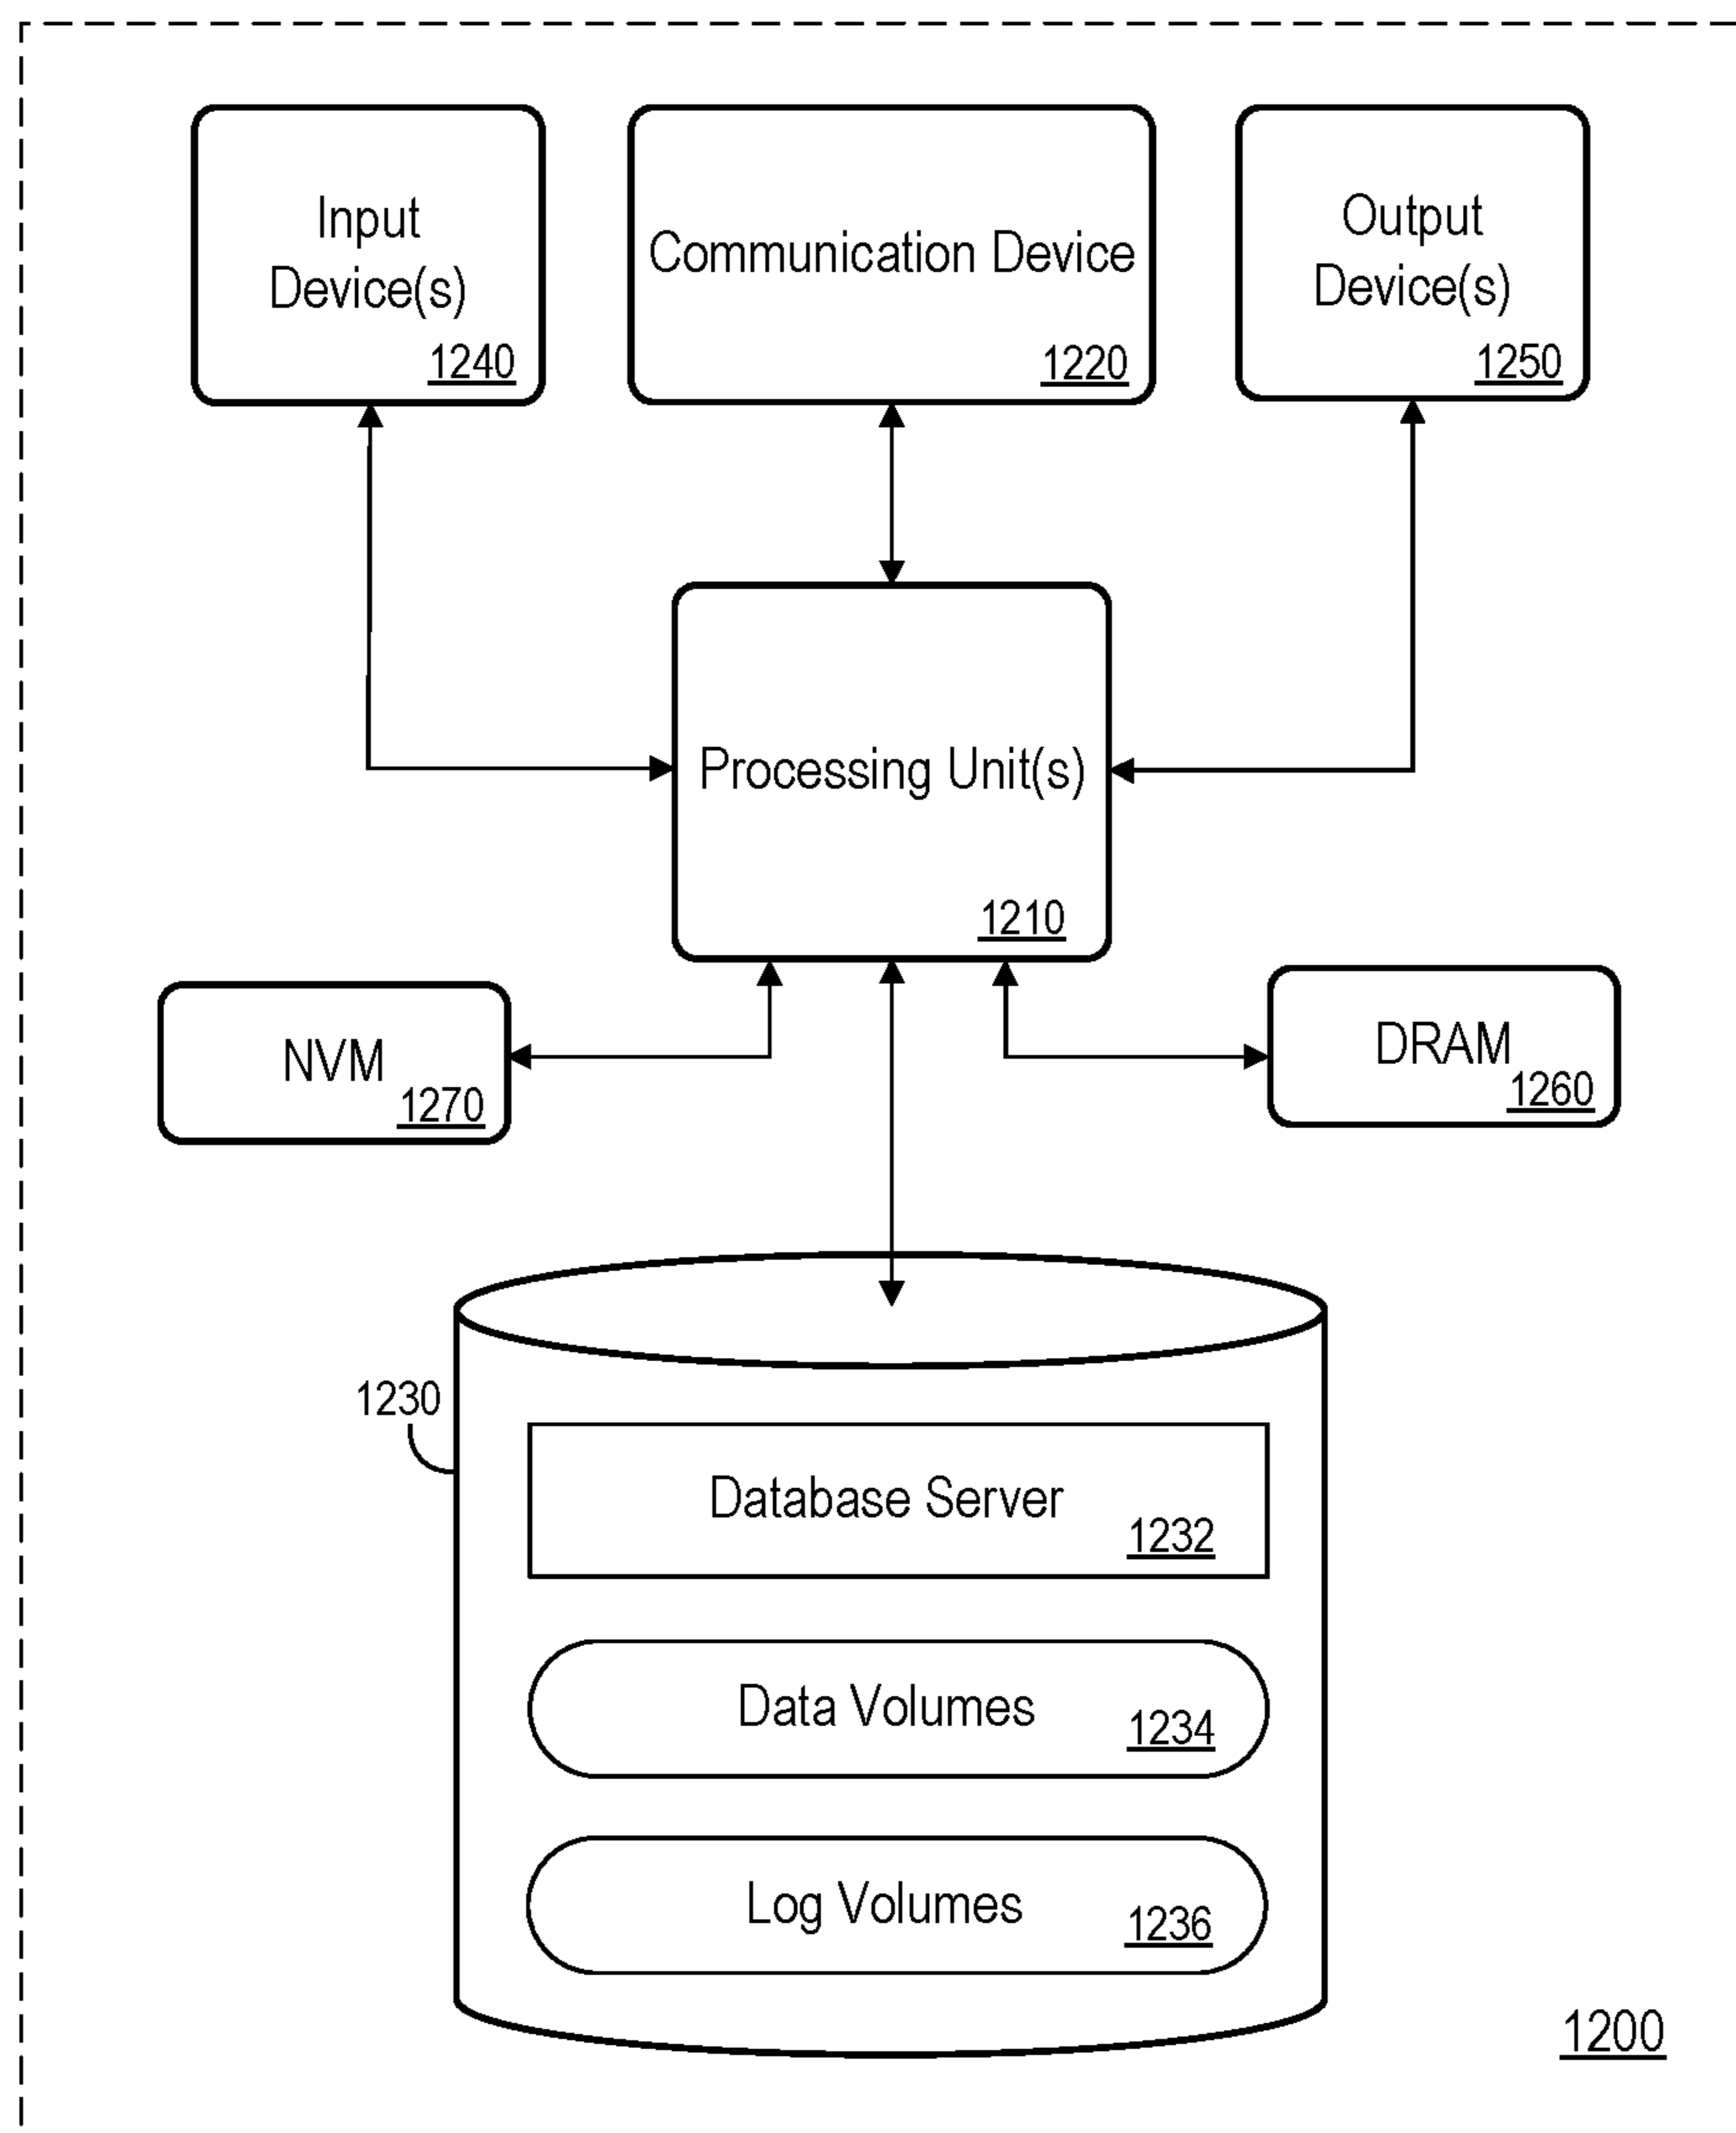 Input
Device(s)
1240
Communication Device
1220
Output
Device(s)
1250
Processing Unit(s)
1210
NVM
1270
DRAM
1260
1230
Database Server
1232
Data Volumes
1234
Log Volumes
1236
1200